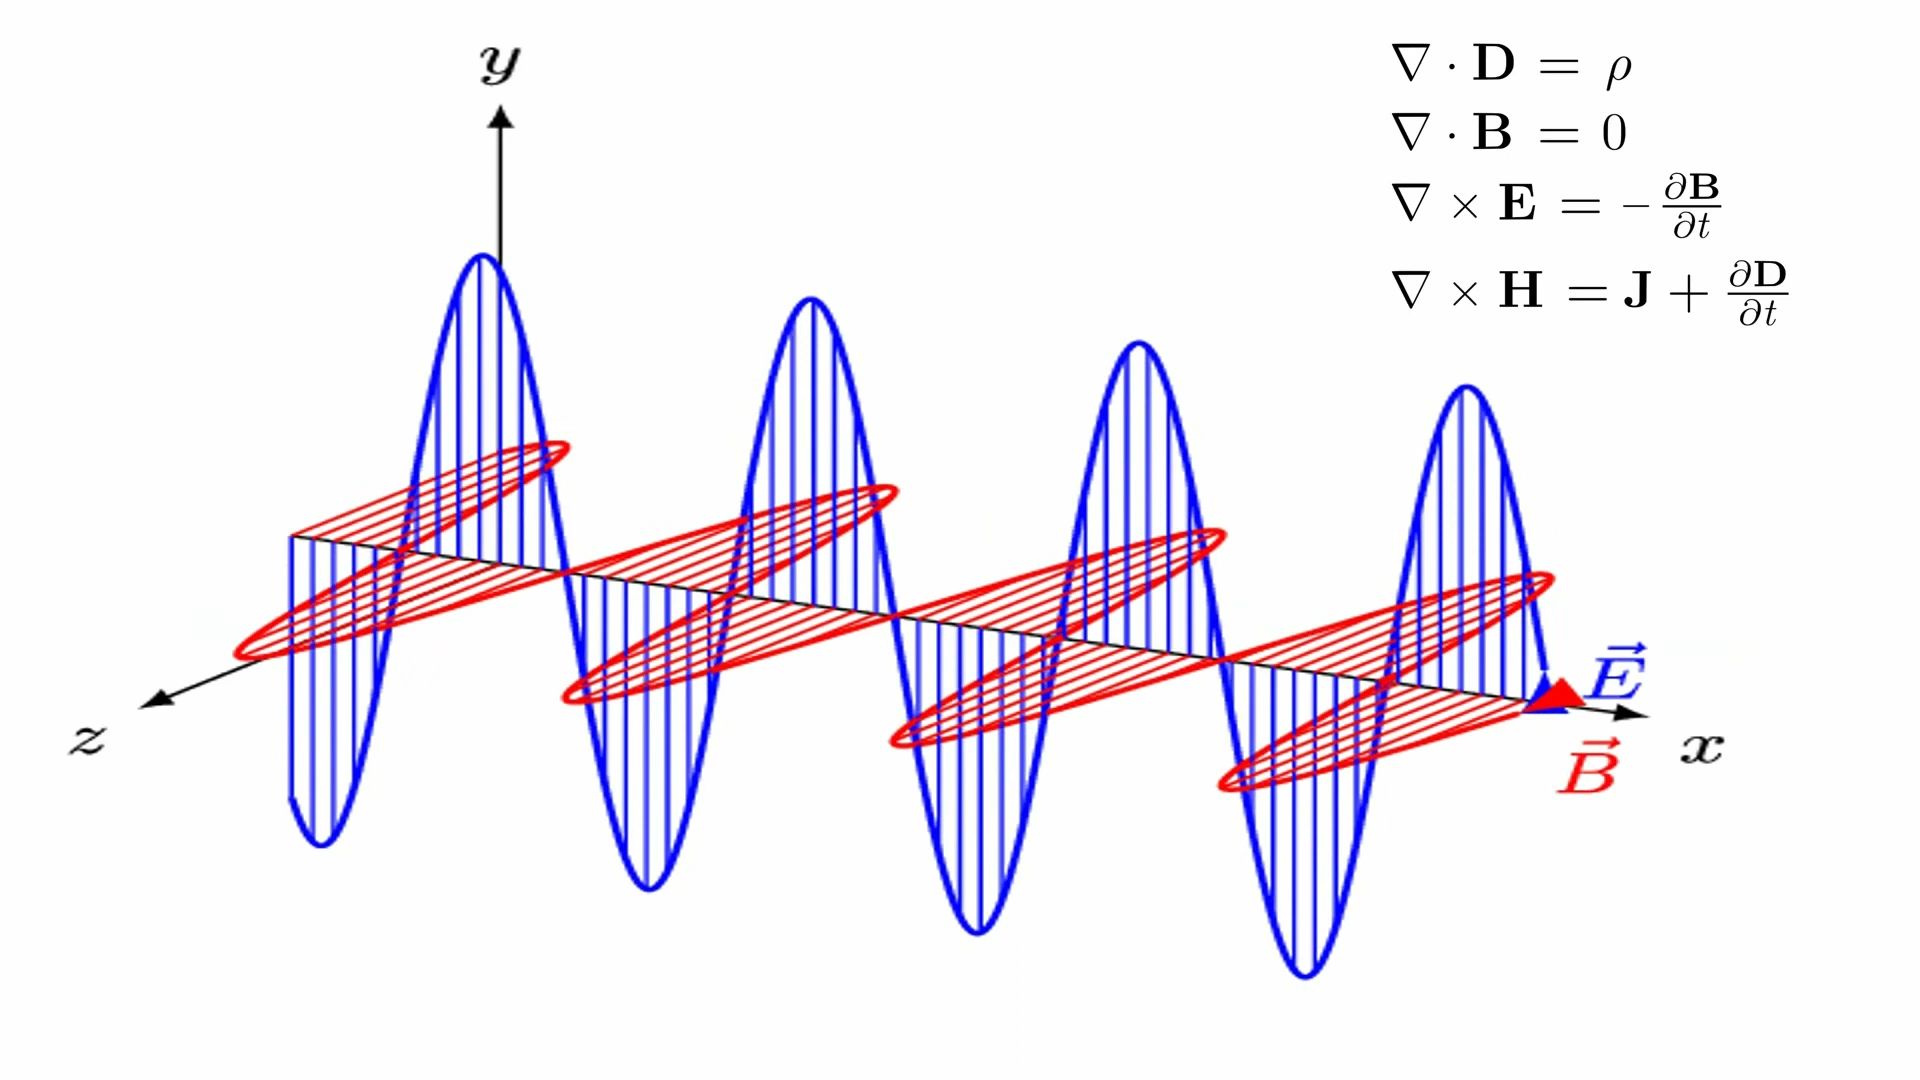 y
∇ · D = ρ
∇ · B = 0
∇ × E = − ∂B/∂t
∇ × H = J + ∂D/∂t
E⃗
z
x
B⃗